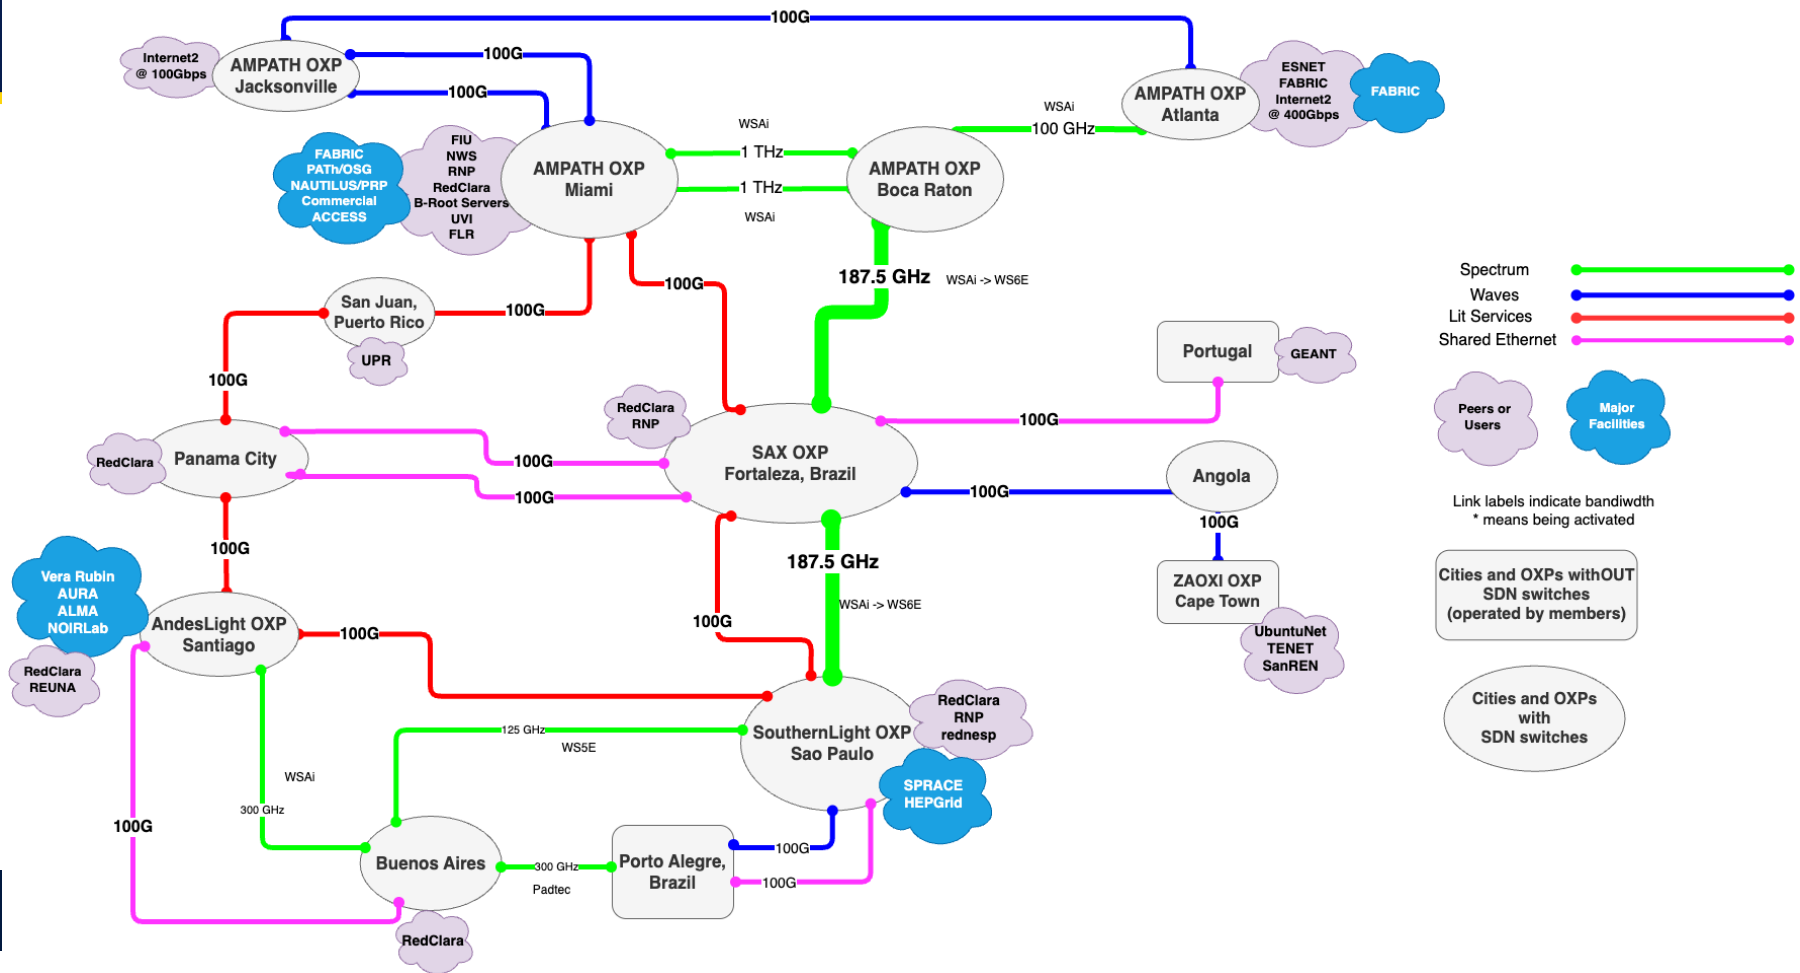 100G
Internet2
@ 100Gbps
AMPATH OXP
Jacksonville
100G
100G
AMPATH OXP
Atlanta
ESNET
FABRIC
Internet2
@ 400Gbps
FABRIC
WSAi
100 GHz
FABRIC
PATh/OSG
NAUTILUS/PRP
Commercial
ACCESS
FIU
NWS
RNP
RedClara
B-Root Servers
UVI
FLR
AMPATH OXP
Miami
WSAi
1 THz
1 THz
WSAi
AMPATH OXP
Boca Raton
187.5 GHz
WSAi -> WS6E
100G
San Juan,
Puerto Rico
100G
UPR
100G
Spectrum
Waves
Lit Services
Shared Ethernet
Portugal
GEANT
100G
RedClara
RNP
SAX OXP
Fortaleza, Brazil
RedClara
Panama City
100G
100G
100G
Angola
100G
ZAOXI OXP
Cape Town
UbuntuNet
TENET
SanREN
Peers or
Users
Major
Facilities
Link labels indicate bandiwdth
* means being activated
Cities and OXPs withOUT
SDN switches
(operated by members)
Cities and OXPs
with
SDN switches
100G
187.5 GHz
WSAi -> WS6E
100G
Vera Rubin
AURA
ALMA
NOIRLab
RedClara
REUNA
AndesLight OXP
Santiago
100G
125 GHz
WS5E
SouthernLight OXP
Sao Paulo
RedClara
RNP
rednesp
SPRACE
HEPGrid
WSAi
300 GHz
100G
Buenos Aires
300 GHz
Padtec
Porto Alegre,
Brazil
100G
100G
RedClara